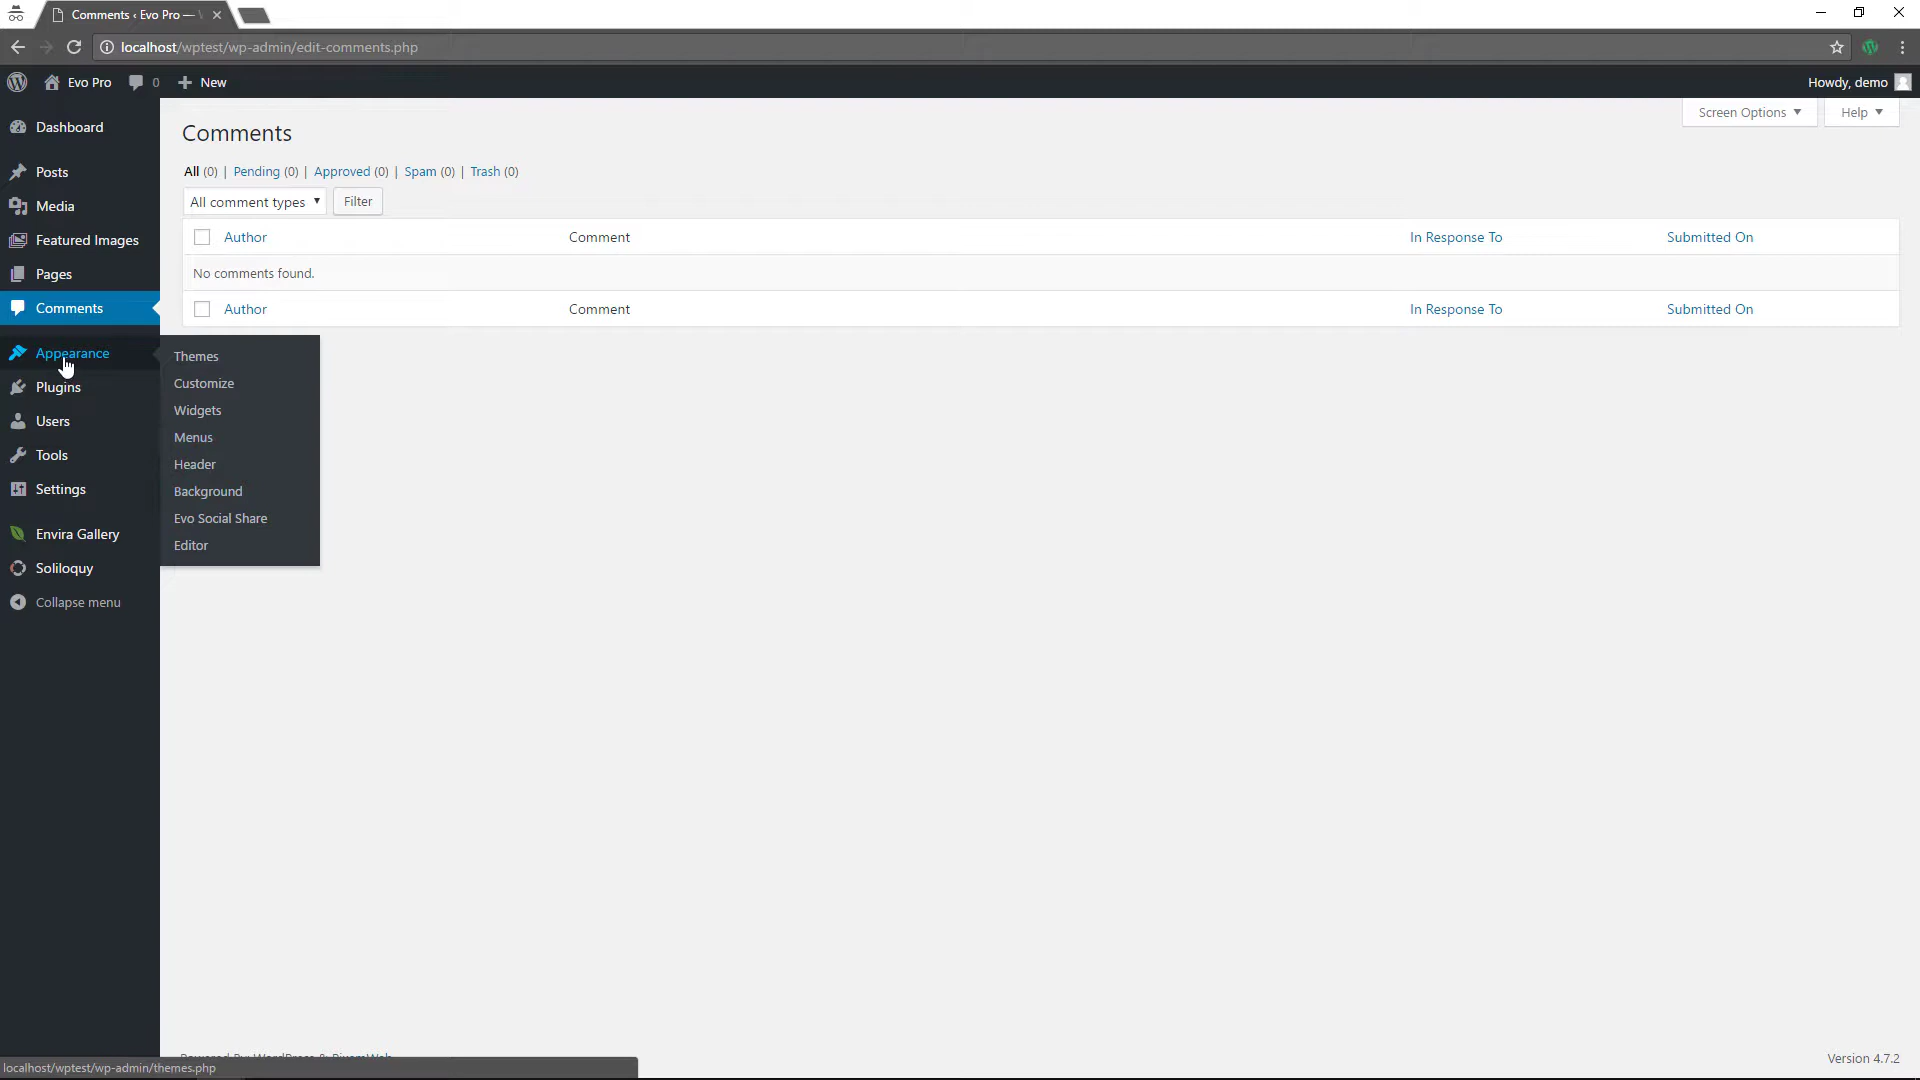 Comments ‹ Evo Pro —
localhost/wptest/wp-admin/edit-comments.php
Evo Pro 0 New Howdy, demo
Screen Options Help
Comments
All (0) | Pending (0) | Approved (0) | Spam (0) | Trash (0)
All comment types Filter
Author Comment In Response To Submitted On
No comments found.
Author Comment In Response To Submitted On
Dashboard
Posts
Media
Featured Images
Pages
Comments
Appearance
Plugins
Users
Tools
Settings
Envira Gallery
Soliloquy
Collapse menu
Themes
Customize
Widgets
Menus
Header
Background
Evo Social Share
Editor
Powered By: WordPress &
Version 4.7.2
localhost/wptest/wp-admin/themes.php